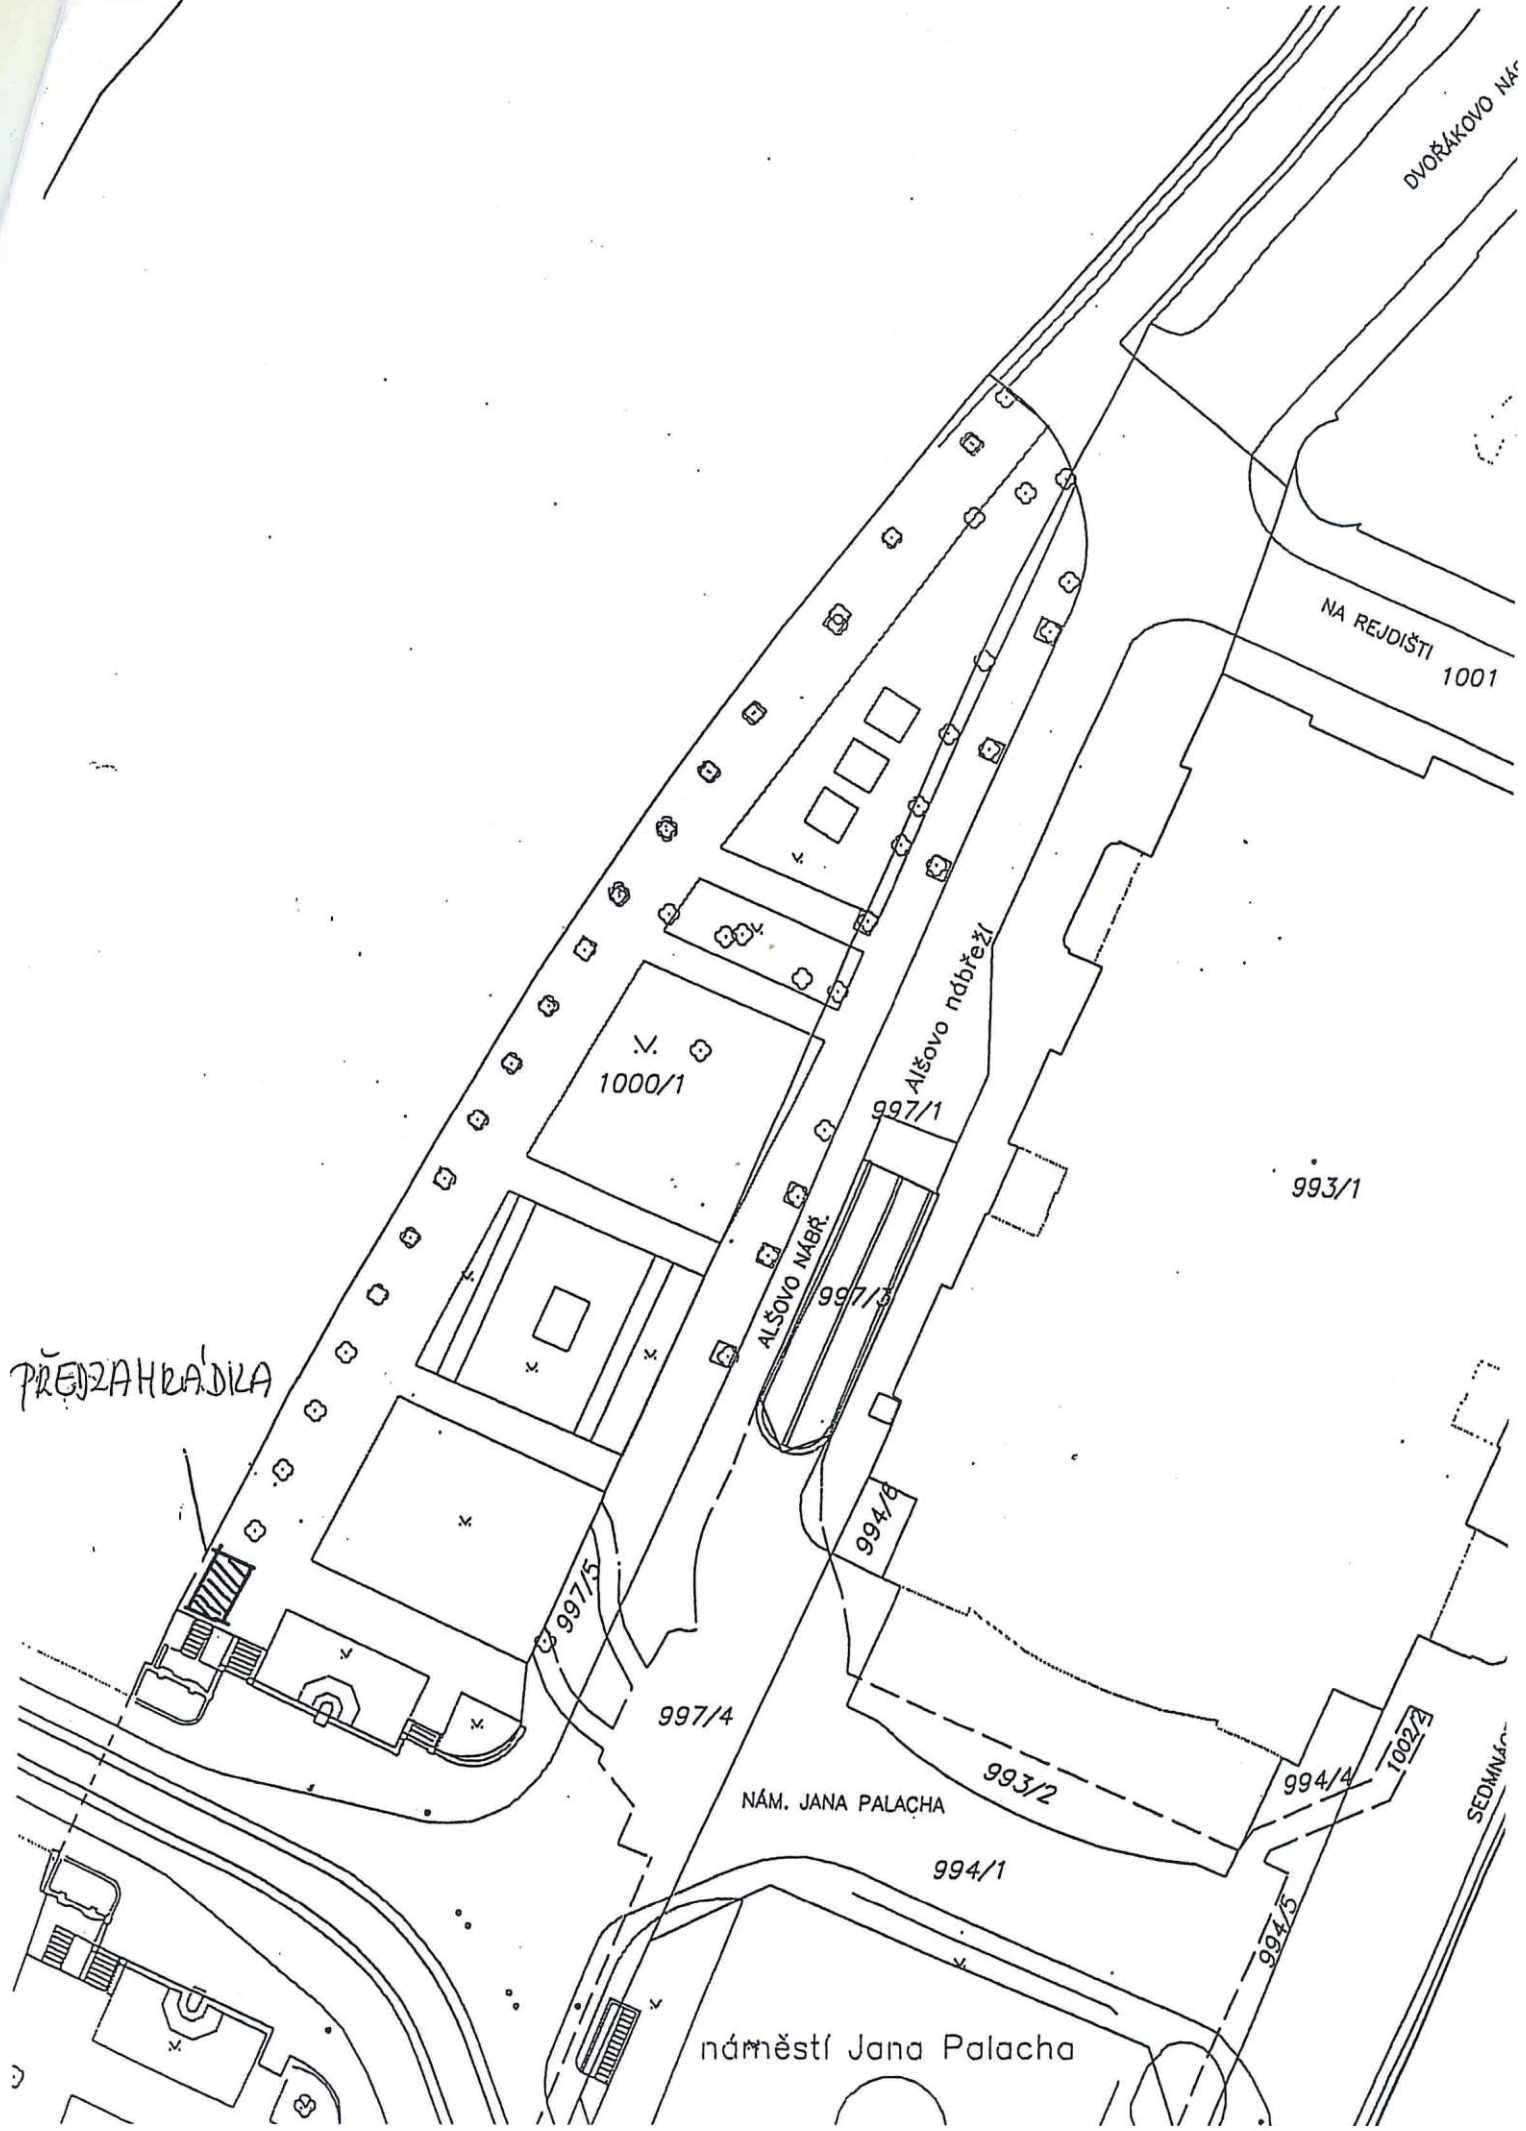 DVOŘÁKOVO
NA REJDIŠTI
1001
Alšovo nábřeží
1000/1
997/1
993/1
ALŠOVO NÁBŘ.
997/3
PŘEDZAHRÁDKA
994/6
997/5
997/4
1002/2
993/2
994/4
NÁM. JANA PALACHA
994/1
994/5
náměstí Jana Palacha